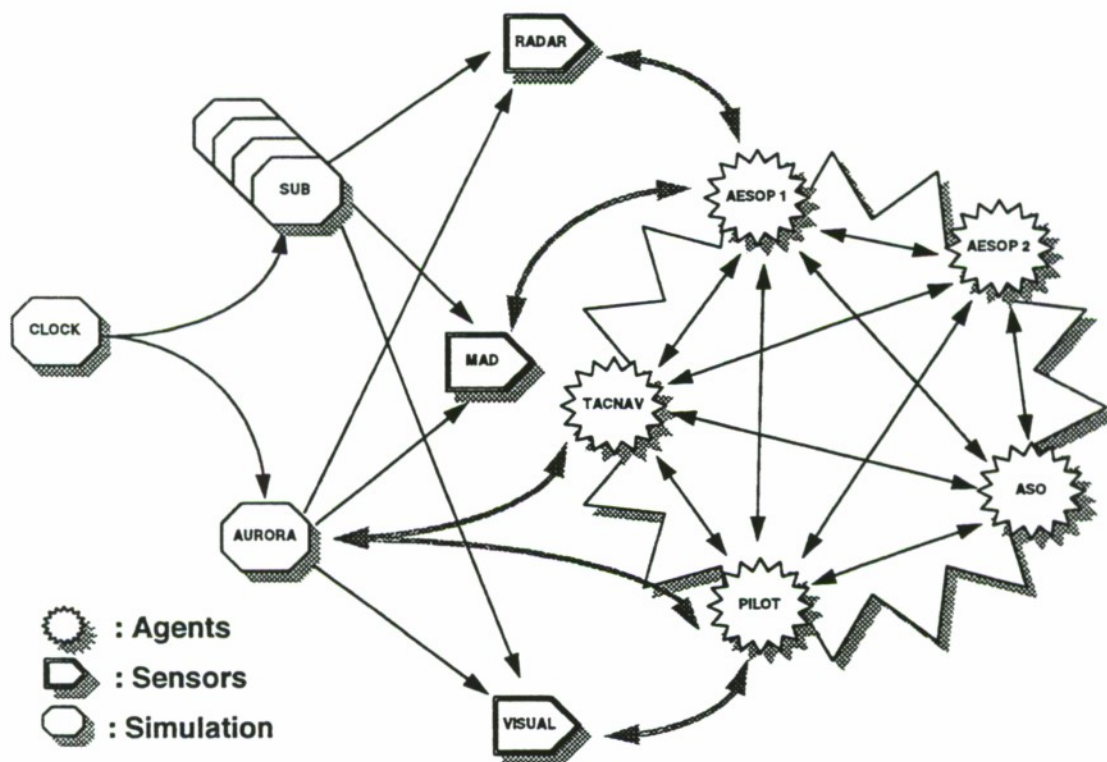 RADAR
SUB
AESOP 1
AESOP 2
CLOCK
MAD
TACNAV
ASO
AURORA
PILOT
VISUAL
: Agents
: Sensors
: Simulation